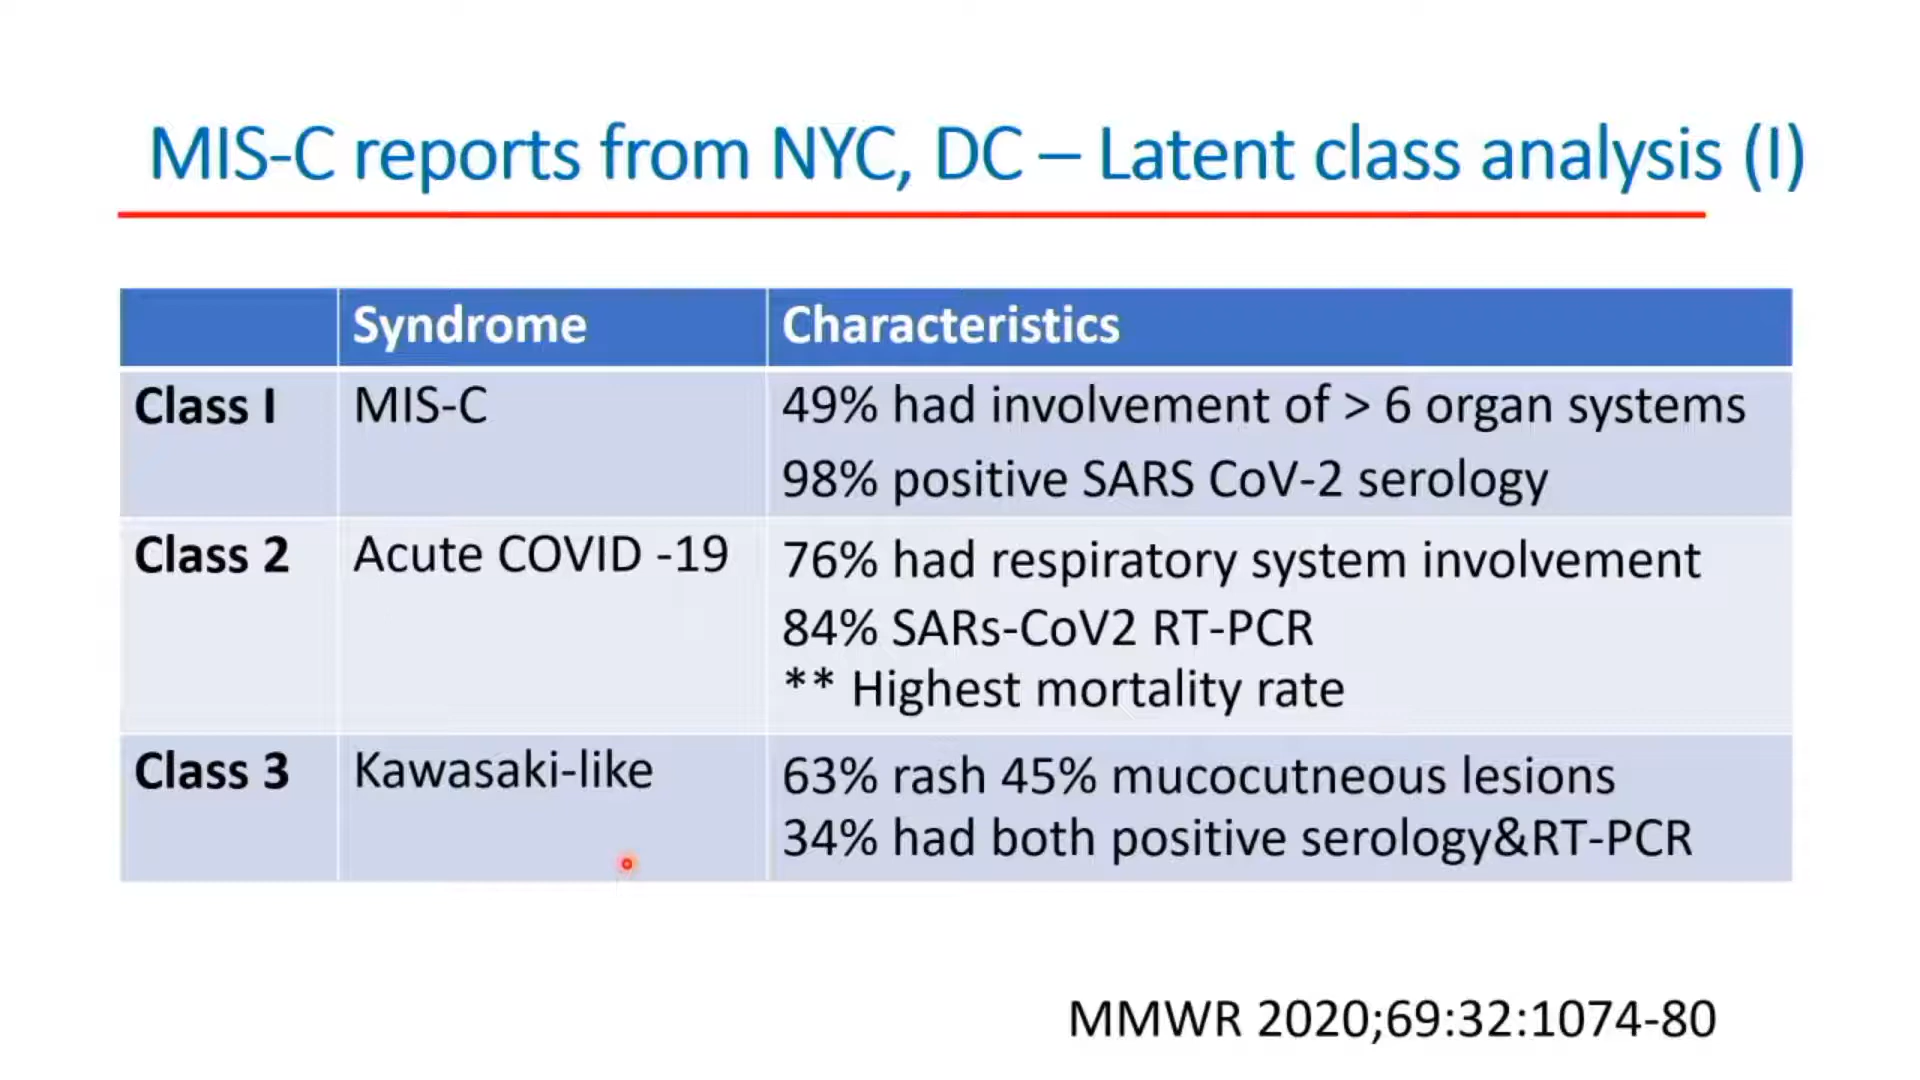 MIS-C reports from NYC, DC – Latent class analysis (I)
Syndrome
Characteristics
Class I
MIS-C
49% had involvement of > 6 organ systems
98% positive SARS CoV-2 serology
Class 2
Acute COVID -19
76% had respiratory system involvement
84% SARs-CoV2 RT-PCR
** Highest mortality rate
Class 3
Kawasaki-like
63% rash 45% mucocutneous lesions
34% had both positive serology&RT-PCR
MMWR 2020;69:32:1074-80